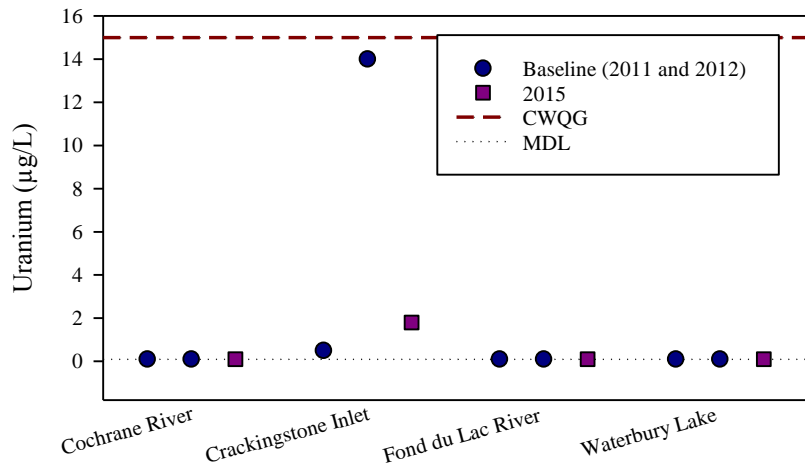 16
14
12
10
8
6
4
2
0
Uranium (µg/L)
Baseline (2011 and 2012)
2015
CWQG
MDL
Cochrane River
Crackingstone Inlet
Fond du Lac River
Waterbury Lake